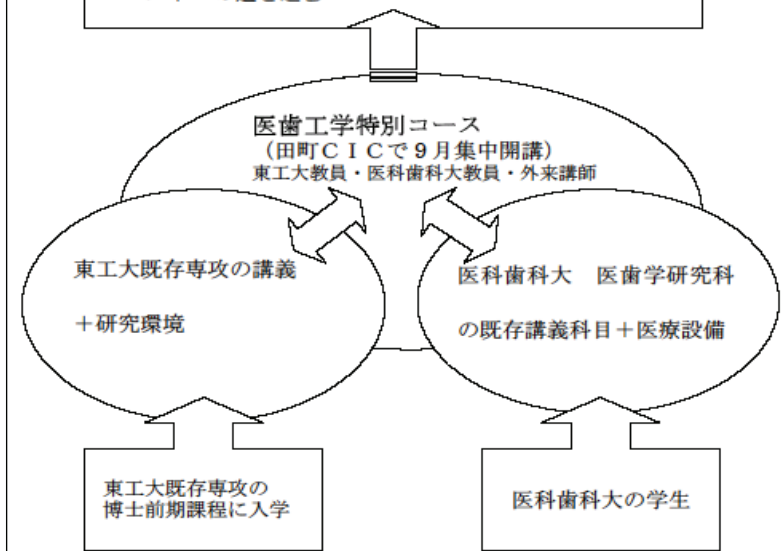 医歯工学特別コース
（田町ＣＩＣで９月集中開講）
東工大教員・医科歯科大教員・外来講師
東工大既存専攻の講義
＋研究環境
医科歯科大　医歯学研究科
の既存講義科目＋医療設備
東工大既存専攻の
博士前期課程に入学
医科歯科大の学生